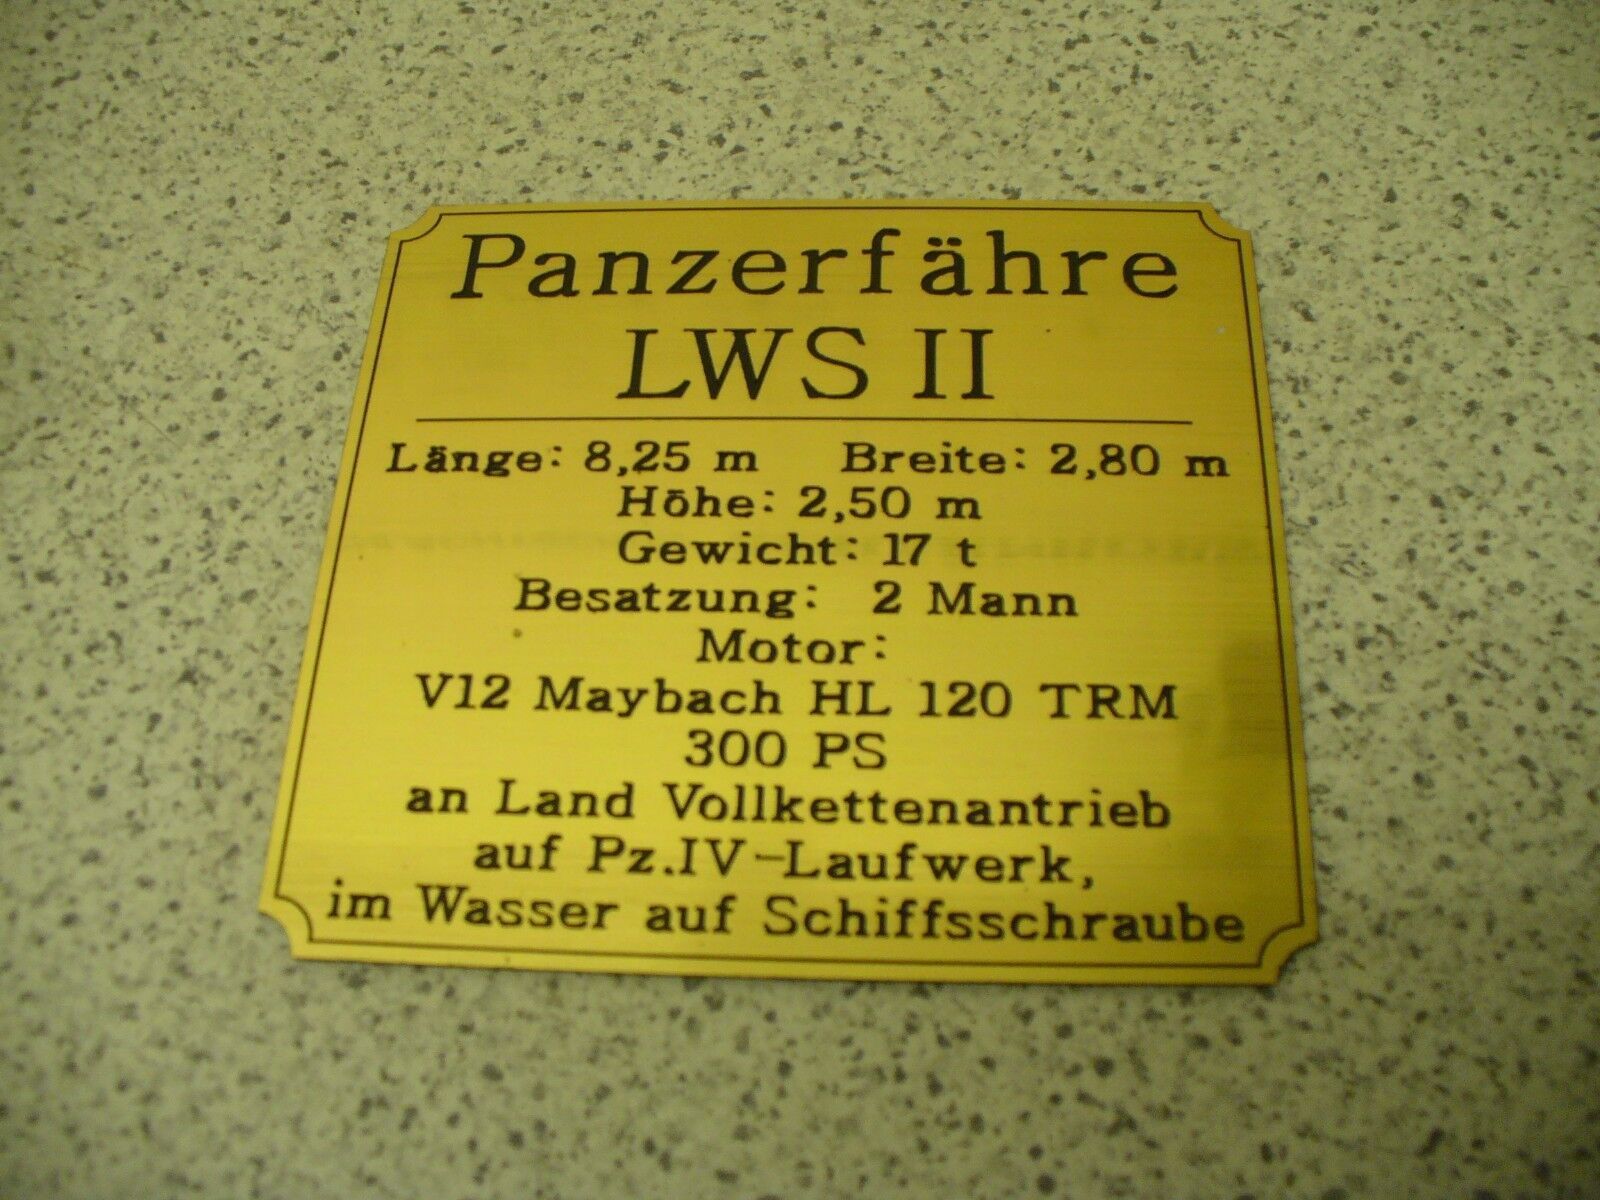 Panzerfähre
LWS II
Länge: 8,25 m Breite: 2,80 m
Höhe: 2,50 m
Gewicht: 17 t
Besatzung: 2 Mann
Motor:
V12 Maybach HL 120 TRM
300 PS
an Land Vollkettenantrieb
auf Pz.IV-Laufwerk,
im Wasser auf Schiffsschraube